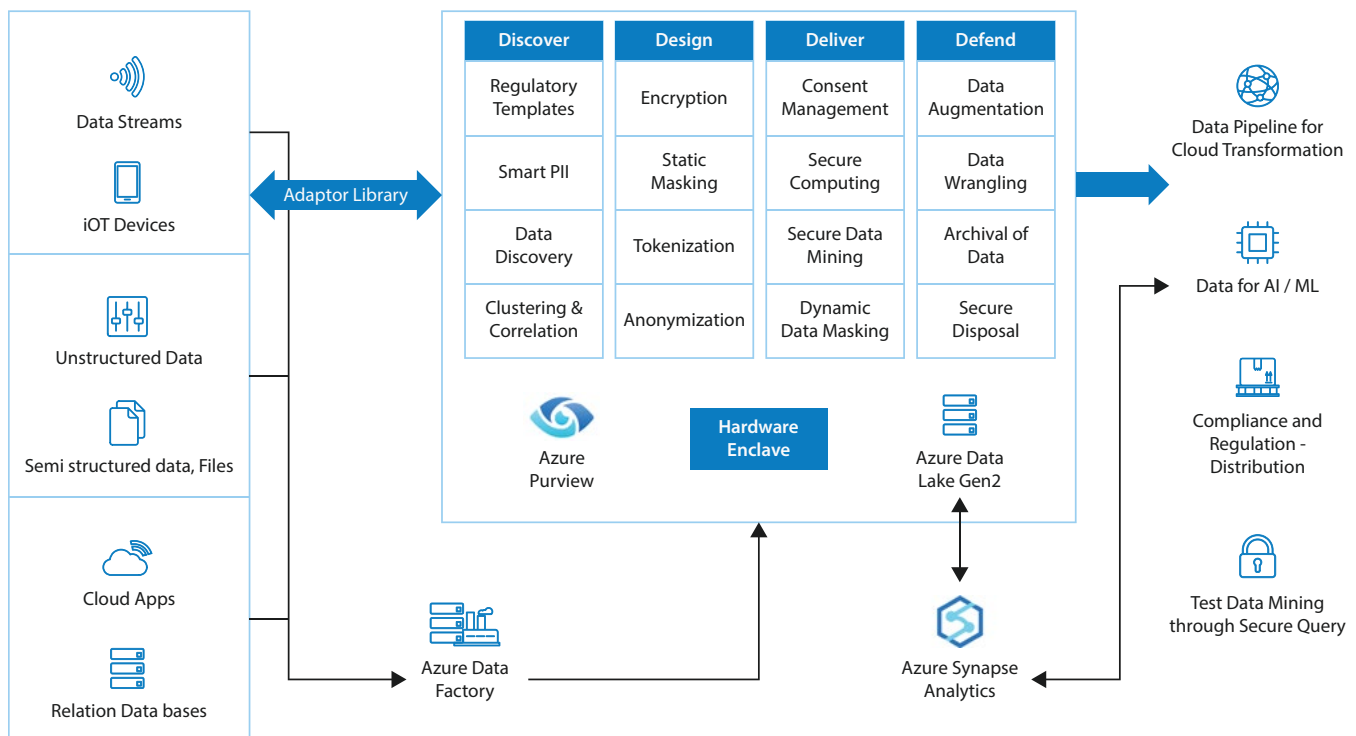 Data Streams
iOT Devices
Unstructured Data
Semi structured data, Files
Cloud Apps
Relation Data bases
Adaptor Library
Discover
Regulatory
Templates
Smart PII
Data
Discovery
Clustering &
Correlation
Design
Encryption
Static
Masking
Tokenization
Anonymization
Deliver
Consent
Management
Secure
Computing
Secure Data
Mining
Dynamic
Data Masking
Defend
Data
Augmentation
Data
Wrangling
Archival of
Data
Secure
Disposal
Azure
Purview
Hardware
Enclave
Azure Data
Lake Gen2
Azure Data
Factory
Azure Synapse
Analytics
Data Pipeline for
Cloud Transformation
Data for AI / ML
Compliance and
Regulation -
Distribution
Test Data Mining
through Secure Query